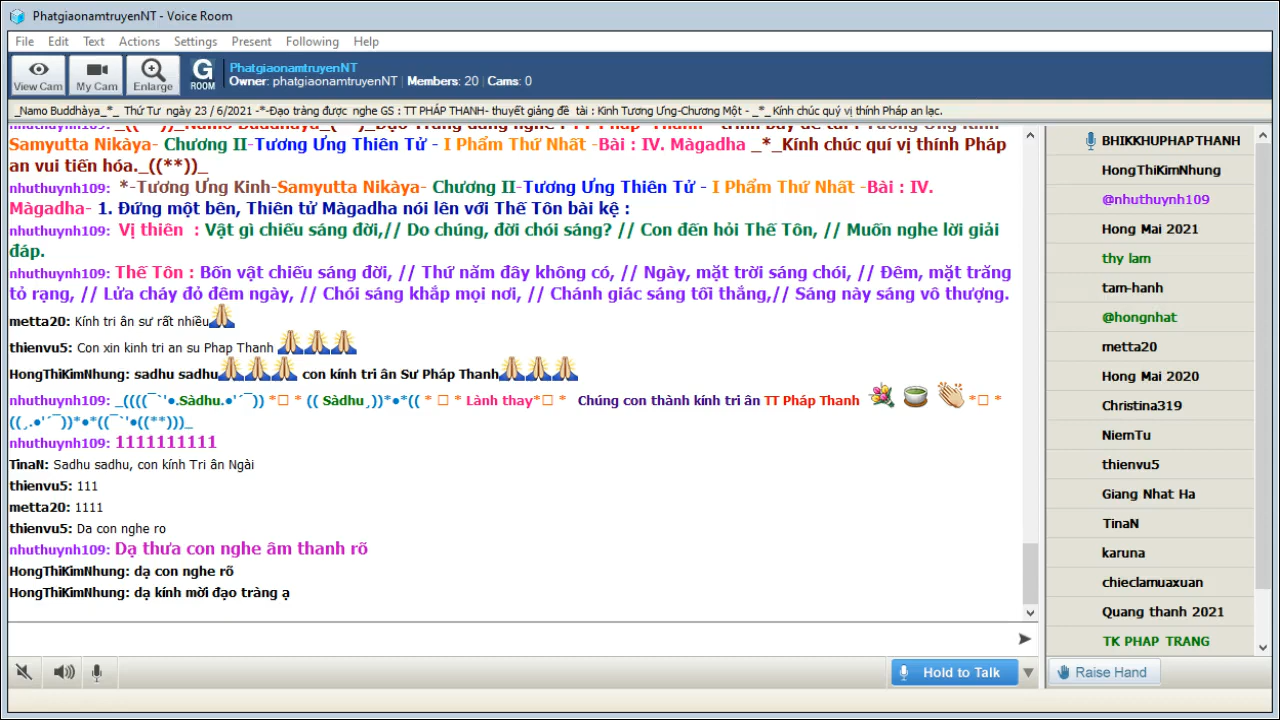 PhatgiaonamtruyenNT - Voice Room
File Edit Text Actions Settings Present Following Help
View Cam My Cam Enlarge G ROOM
PhatgiaonamtruyenNT
Owner: phatgiaonamtruyenNT | Members: 20 | Cams: 0
_Namo Buddhàya_*_ Thứ Tư ngày 23 / 6/2021 -*-Đạo tràng được nghe GS : TT PHÁP THANH- thuyết giảng đề tài : Kinh Tương Ưng-Chương Một - _*_Kính chúc quý vị thính Pháp an lạc.
Samyutta Nikàya- Chương II-Tương Ưng Thiên Tử - I Phẩm Thứ Nhất -Bài : IV. Màgadha _*_Kính chúc quí vị thính Pháp
an vui tiến hóa._((**))_
nhuthuynh109: *-Tương Ưng Kinh-Samyutta Nikàya- Chương II-Tương Ưng Thiên Tử - I Phẩm Thứ Nhất -Bài : IV.
Màgadha- 1. Đứng một bên, Thiên tử Màgadha nói lên với Thế Tôn bài kệ :
nhuthuynh109: Vị thiên : Vật gì chiếu sáng đời,// Do chúng, đời chói sáng? // Con đến hỏi Thế Tôn, // Muốn nghe lời giải
đáp.
nhuthuynh109: Thế Tôn : Bốn vật chiếu sáng đời, // Thứ năm đây không có, // Ngày, mặt trời sáng chói, // Đêm, mặt trăng
tỏ rạng, // Lửa cháy đỏ đêm ngày, // Chói sáng khắp mọi nơi, // Chánh giác sáng tối thắng,// Sáng này sáng vô thượng.
metta20: Kính tri ân sư rất nhiều🙏
thienvu5: Con xin kinh tri an su Phap Thanh 🙏🙏🙏
HongThiKimNhung: sadhu sadhu🙏🙏🙏 con kính tri ân Sư Pháp Thanh🙏🙏🙏
nhuthuynh109: _((((¯`'●.Sàdhu.●'´¯)) *□ * (( Sàdhu¸))*●*(( * □ * Lành thay*□ * Chúng con thành kính tri ân TT Pháp Thanh 💐 🍵 👏 *□ *
((¸.●'´¯))*●*((¯`'●((**)))_
nhuthuynh109: 1111111111
TinaN: Sadhu sadhu, con kính Tri ân Ngài
thienvu5: 111
metta20: 1111
thienvu5: Da con nghe ro
nhuthuynh109: Dạ thưa con nghe âm thanh rõ
HongThiKimNhung: dạ con nghe rõ
HongThiKimNhung: dạ kính mời đạo tràng ạ
Hold to Talk
BHIKKHUPHAPTHANH
HongThiKimNhung
@nhuthuynh109
Hong Mai 2021
thy lam
tam-hanh
@hongnhat
metta20
Hong Mai 2020
Christina319
NiemTu
thienvu5
Giang Nhat Ha
TinaN
karuna
chieclamuaxuan
Quang thanh 2021
TK PHAP TRANG
Raise Hand